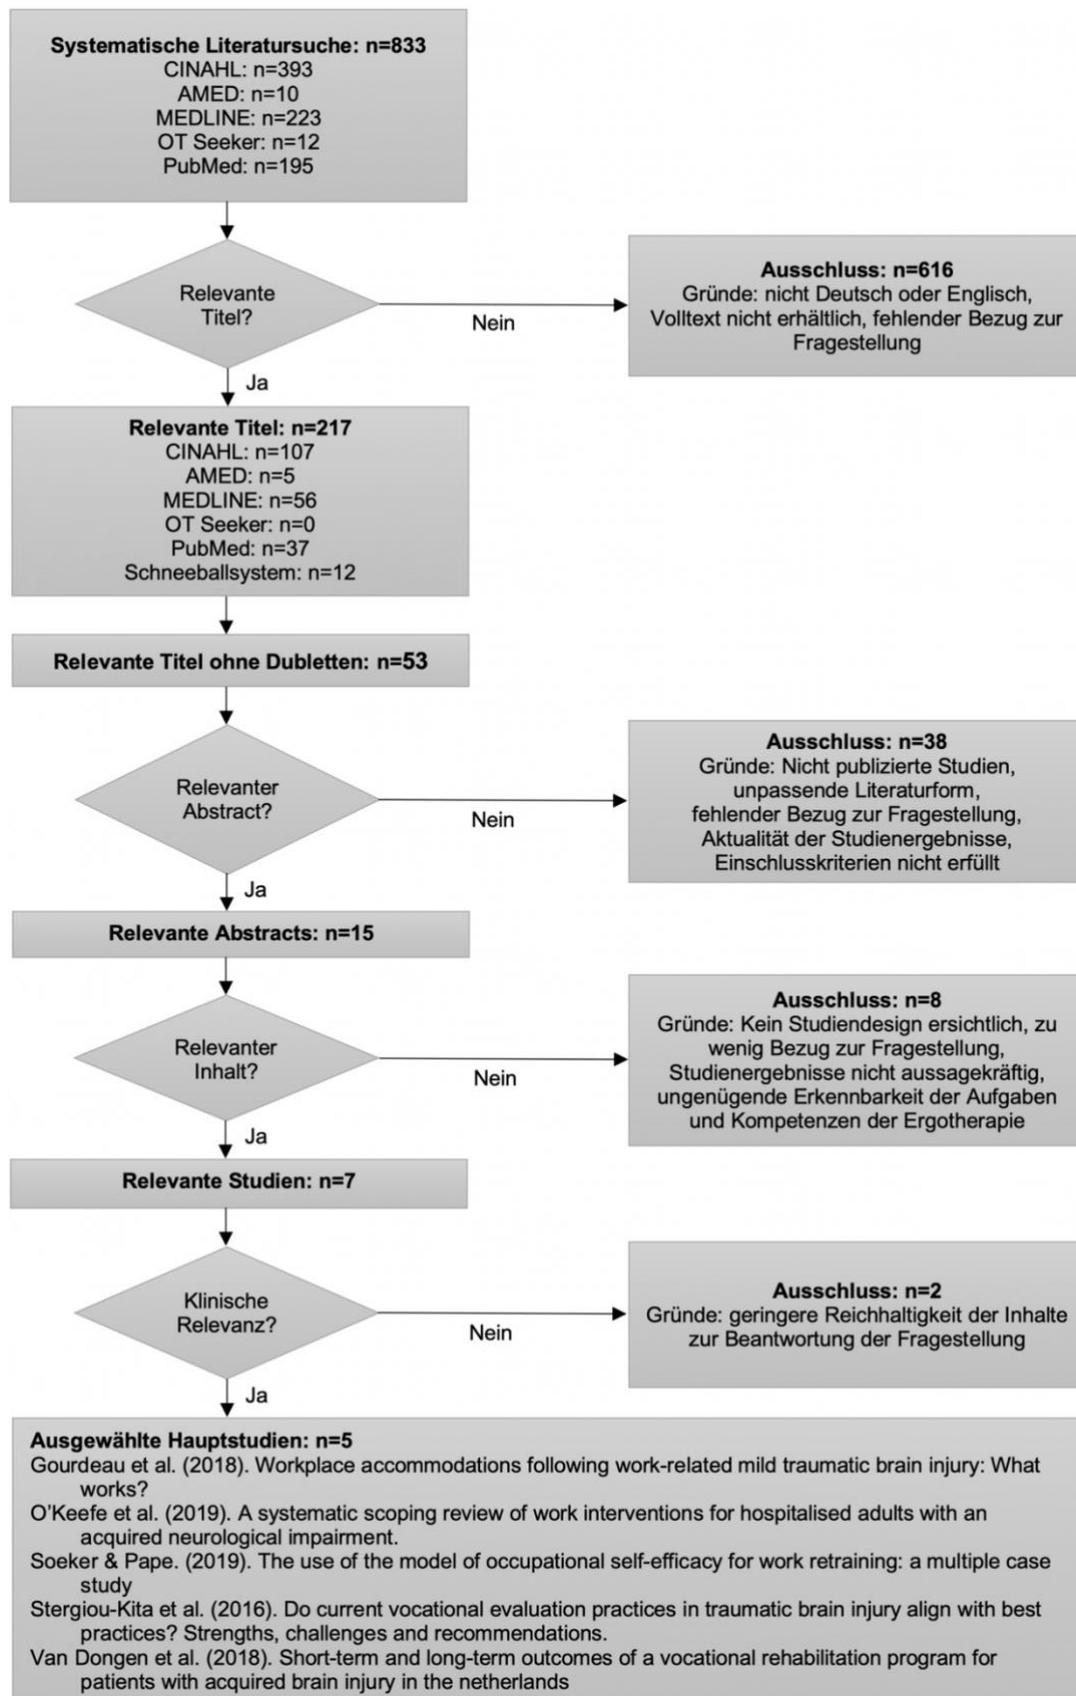 Systematische Literatursuche: n=833
CINAHL: n=393
AMED: n=10
MEDLINE: n=223
OT Seeker: n=12
PubMed: n=195
Relevante
Titel?
Nein
Ausschluss: n=616
Gründe: nicht Deutsch oder Englisch,
Volltext nicht erhältlich, fehlender Bezug zur
Fragestellung
Ja
Relevante Titel: n=217
CINAHL: n=107
AMED: n=5
MEDLINE: n=56
OT Seeker: n=0
PubMed: n=37
Schneeballsystem: n=12
Relevante Titel ohne Dubletten: n=53
Relevanter
Abstract?
Nein
Ausschluss: n=38
Gründe: Nicht publizierte Studien,
unpassende Literaturform,
fehlender Bezug zur Fragestellung,
Aktualität der Studienergebnisse,
Einschlusskriterien nicht erfüllt
Ja
Relevante Abstracts: n=15
Relevanter
Inhalt?
Nein
Ausschluss: n=8
Gründe: Kein Studiendesign ersichtlich, zu
wenig Bezug zur Fragestellung,
Studienergebnisse nicht aussagekräftig,
ungenügende Erkennbarkeit der Aufgaben
und Kompetenzen der Ergotherapie
Ja
Relevante Studien: n=7
Klinische
Relevanz?
Nein
Ausschluss: n=2
Gründe: geringere Reichhaltigkeit der Inhalte
zur Beantwortung der Fragestellung
Ja
Ausgewählte Hauptstudien: n=5
Gourdeau et al. (2018). Workplace accommodations following work-related mild traumatic brain injury: What
works?
O'Keefe et al. (2019). A systematic scoping review of work interventions for hospitalised adults with an
acquired neurological impairment.
Soeker & Pape. (2019). The use of the model of occupational self-efficacy for work retraining: a multiple case
study
Stergiou-Kita et al. (2016). Do current vocational evaluation practices in traumatic brain injury align with best
practices? Strengths, challenges and recommendations.
Van Dongen et al. (2018). Short-term and long-term outcomes of a vocational rehabilitation program for
patients with acquired brain injury in the netherlands